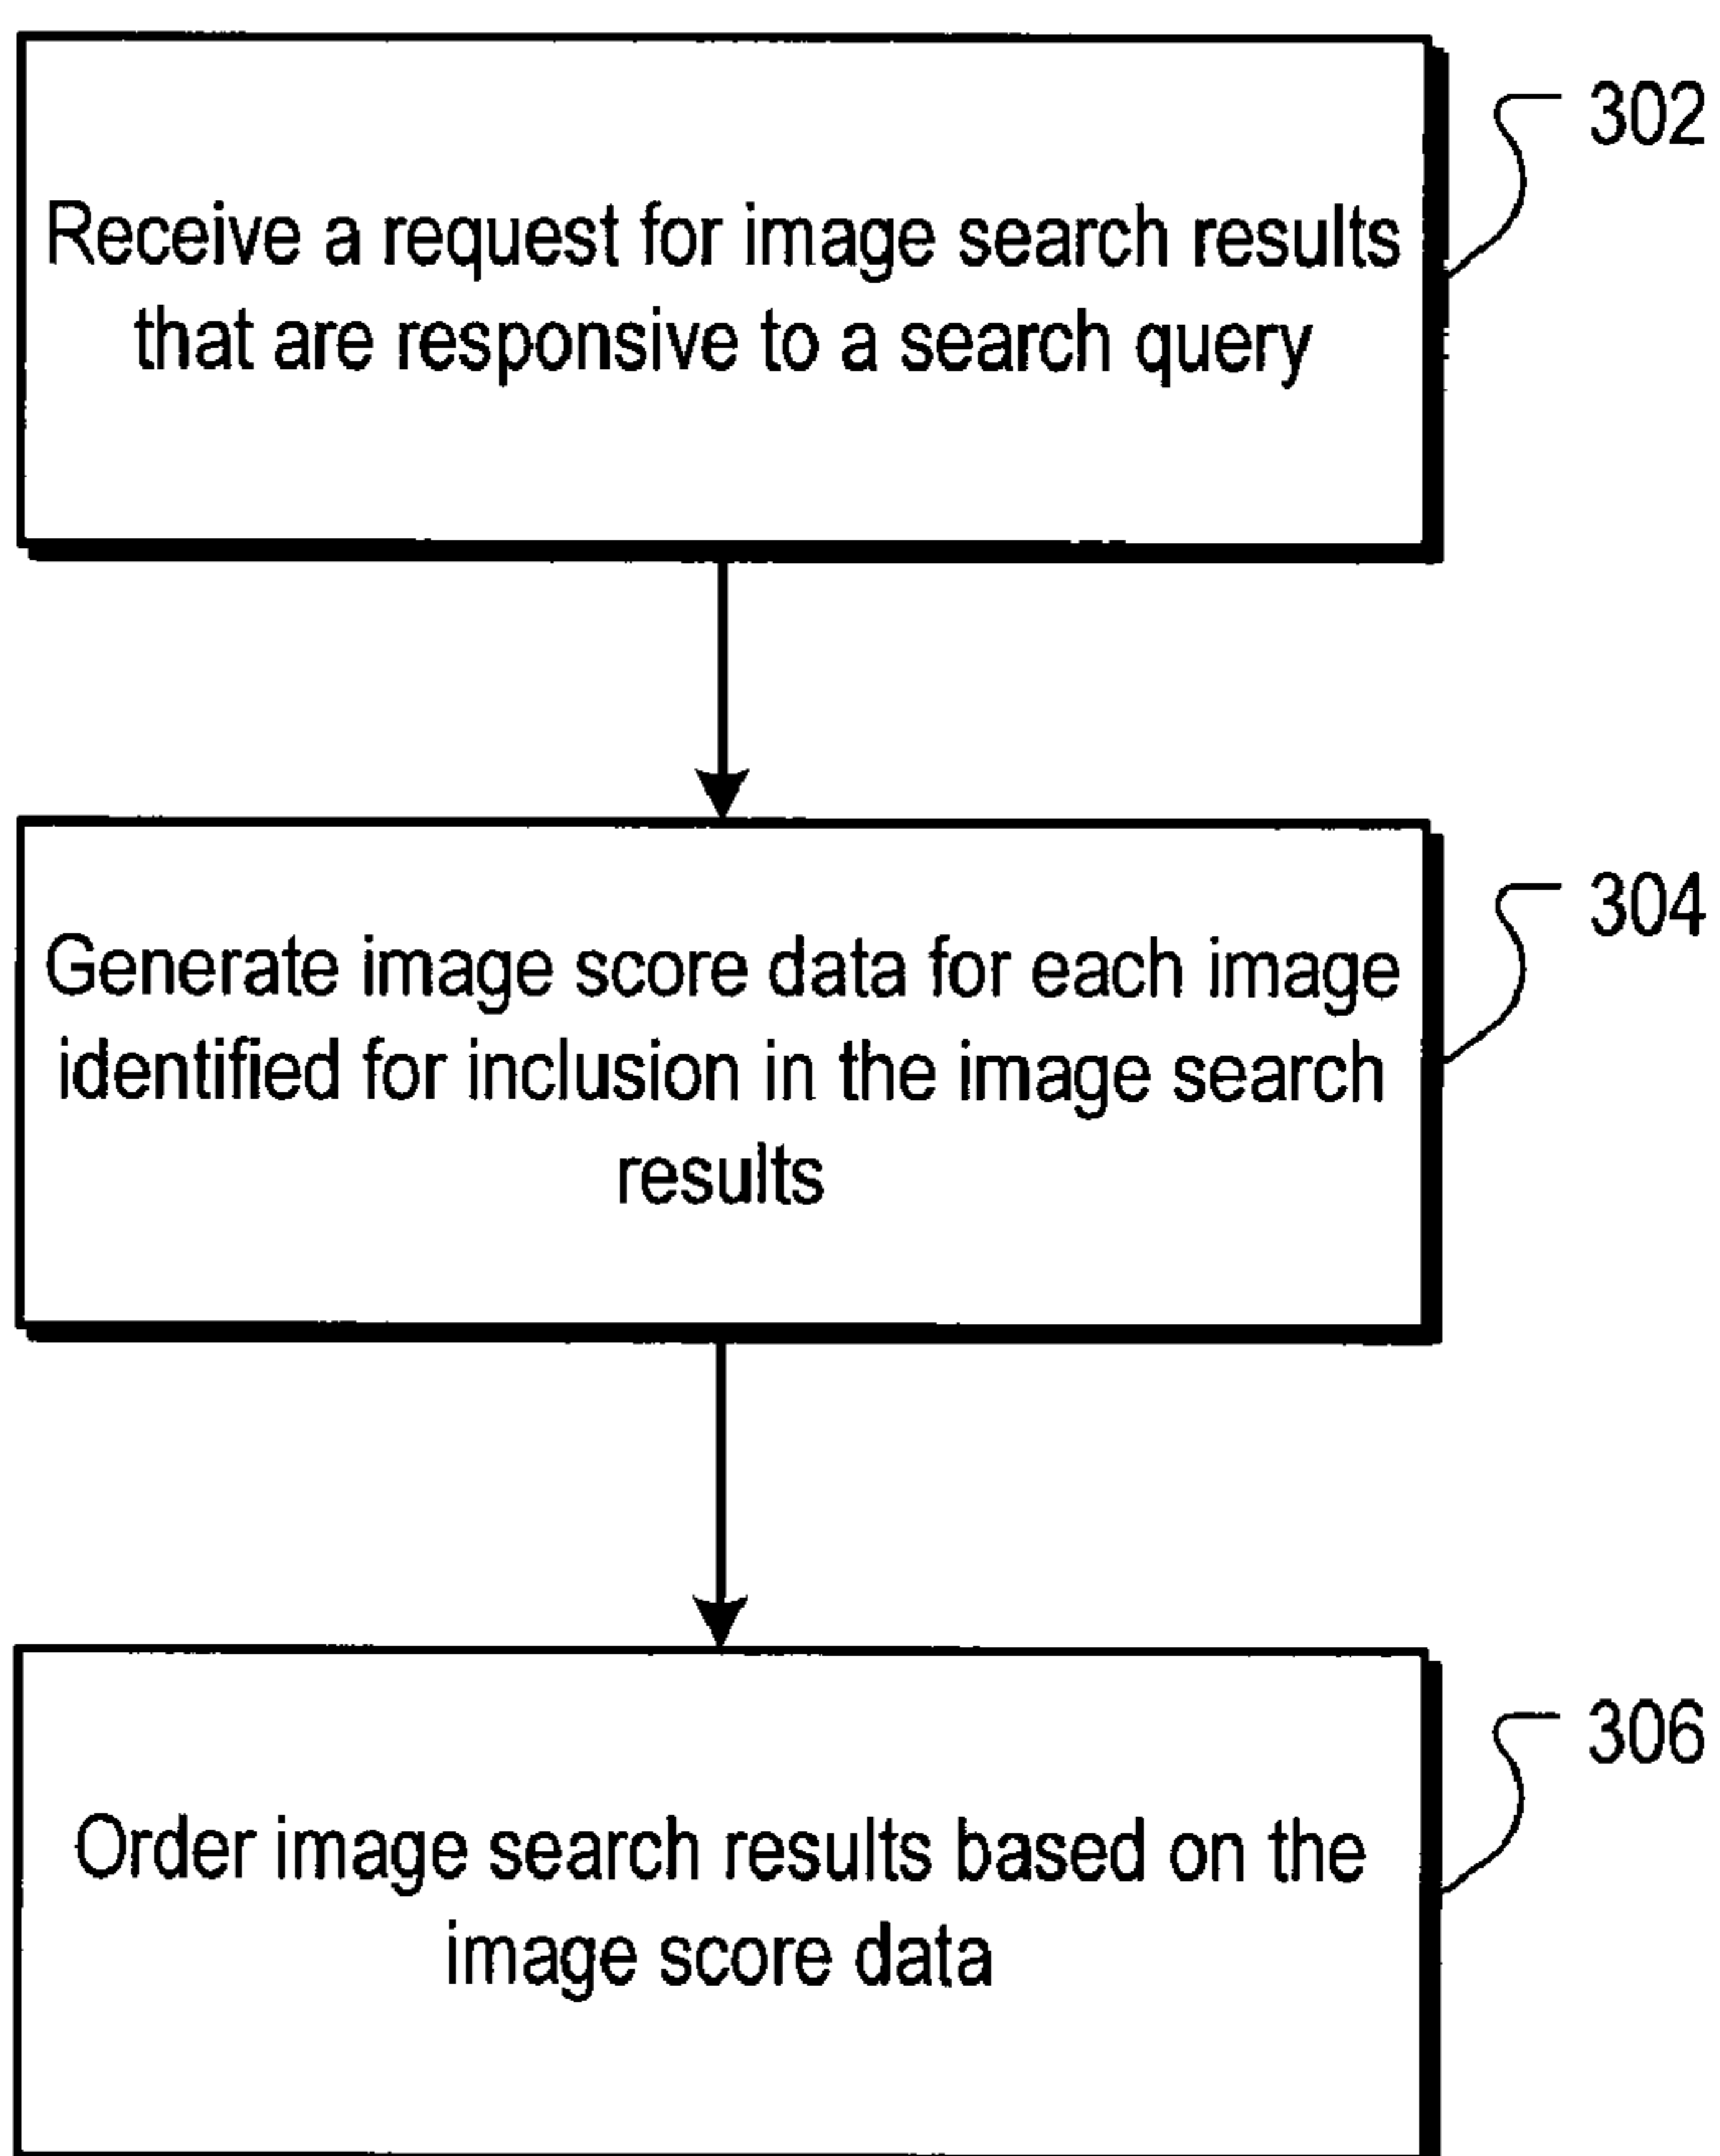 302
Receive a request for image search results
that are responsive to a search query
304
Generate image score data for each image
identified for inclusion in the image search
results
306
Order image search results based on the
image score data